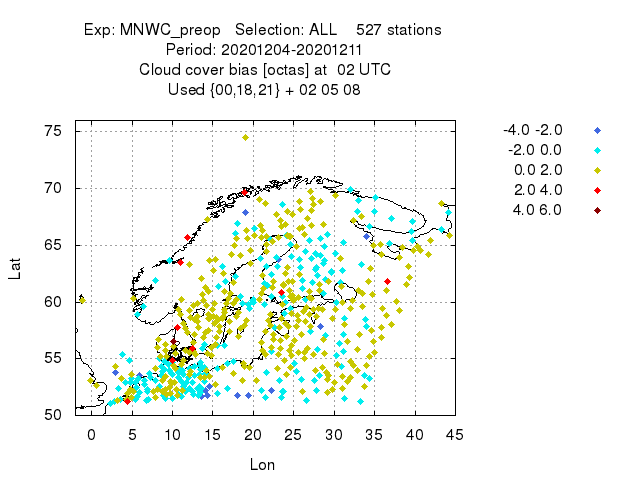 Exp: MNWC_preop   Selection: ALL    527 stations
Period: 20201204-20201211
Cloud cover bias [octas] at  02 UTC
Used {00,18,21} + 02 05 08
-4.0 -2.0
-2.0 0.0
0.0 2.0
2.0 4.0
4.0 6.0
75
70
65
60
55
50
Lat
0 5 10 15 20 25 30 35 40 45
Lon